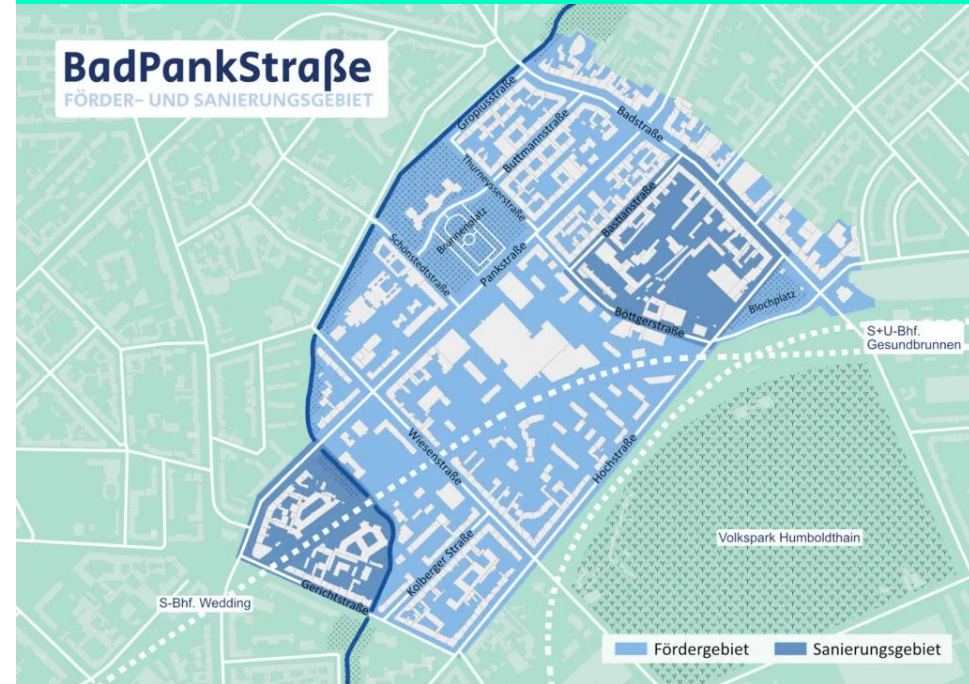 BadPankStraße
FÖRDER- UND SANIERUNGSGEBIET
Gropiusstraße
Badstraße
Buttmannstraße
Thurneysserstraße
Bastianstraße
Brunnenplatz
Schönstedtstraße
Pankstraße
Blochplatz
Böttgerstraße
S+U-Bhf.
Gesundbrunnen
Wiesenstraße
Hochstraße
Volkspark Humboldthain
Kolberger Straße
Gerichtstraße
S-Bhf. Wedding
Fördergebiet
Sanierungsgebiet